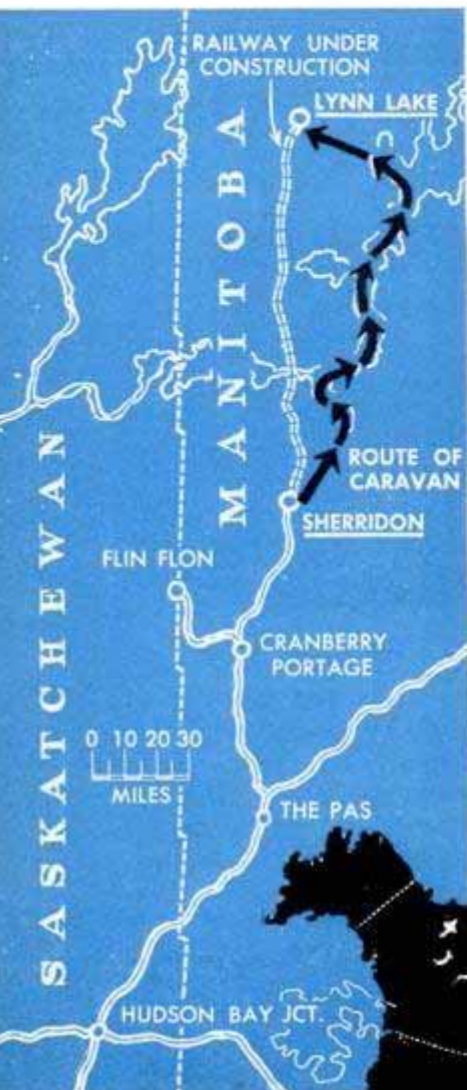 RAILWAY UNDER
CONSTRUCTION
LYNN LAKE
MANITOBA
ROUTE OF
CARAVAN
SHERRIDON
SASKATCHEWAN
FLIN FLON
CRANBERRY
PORTAGE
0 10 20 30
MILES
THE PAS
HUDSON BAY JCT.